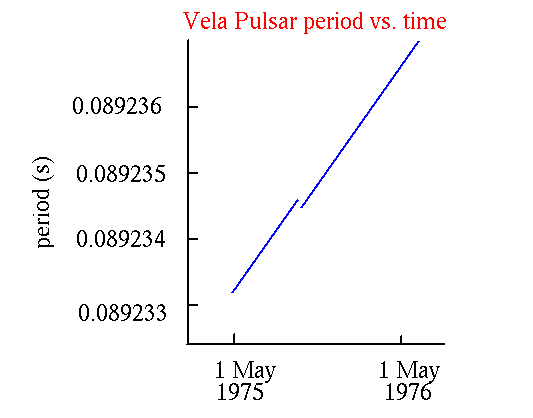 Vela Pulsar period vs. time
0.089236
0.089235
0.089234
0.089233
period (s)
1 May
1975
1 May
1976